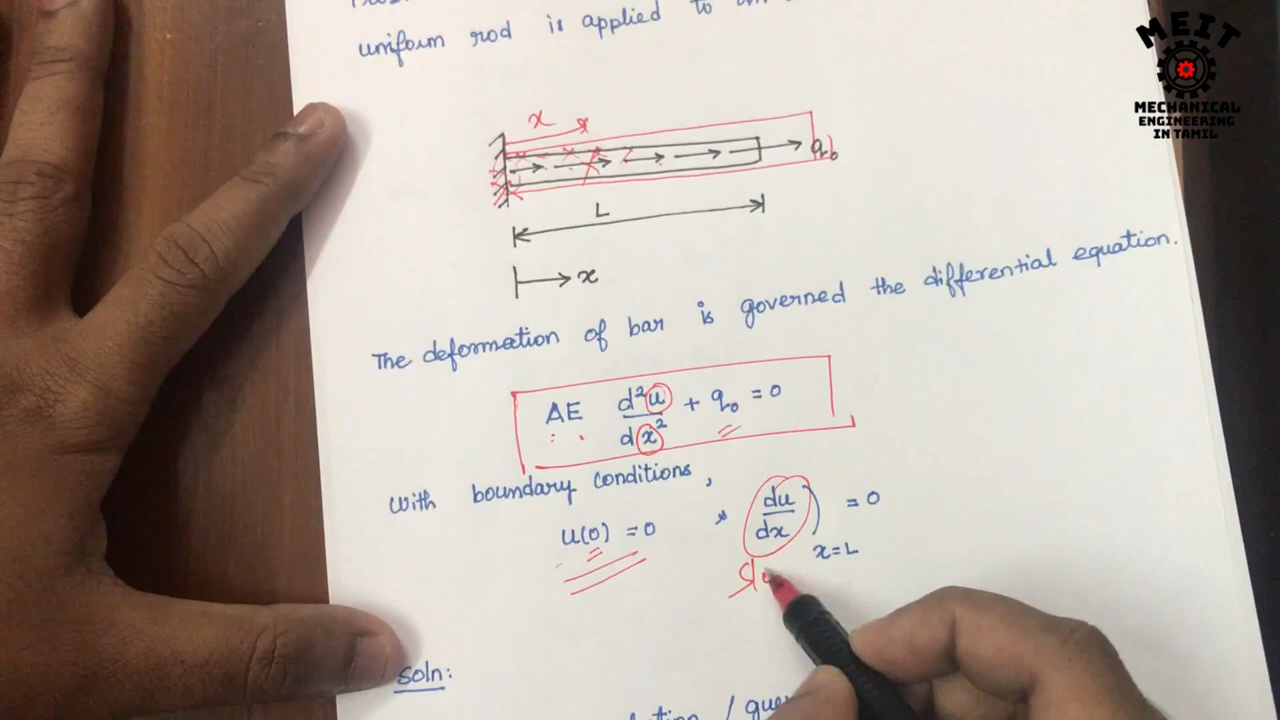 MEIT
MECHANICAL
ENGINEERING
IN TAMIL
uniform rod is applied to
x
q₀
L
x
The deformation of bar is governed the differential equation.
AE d²u/dx² + q₀ = 0
With boundary conditions,
u(0) = 0 , du/dx) x=L = 0
Soln: